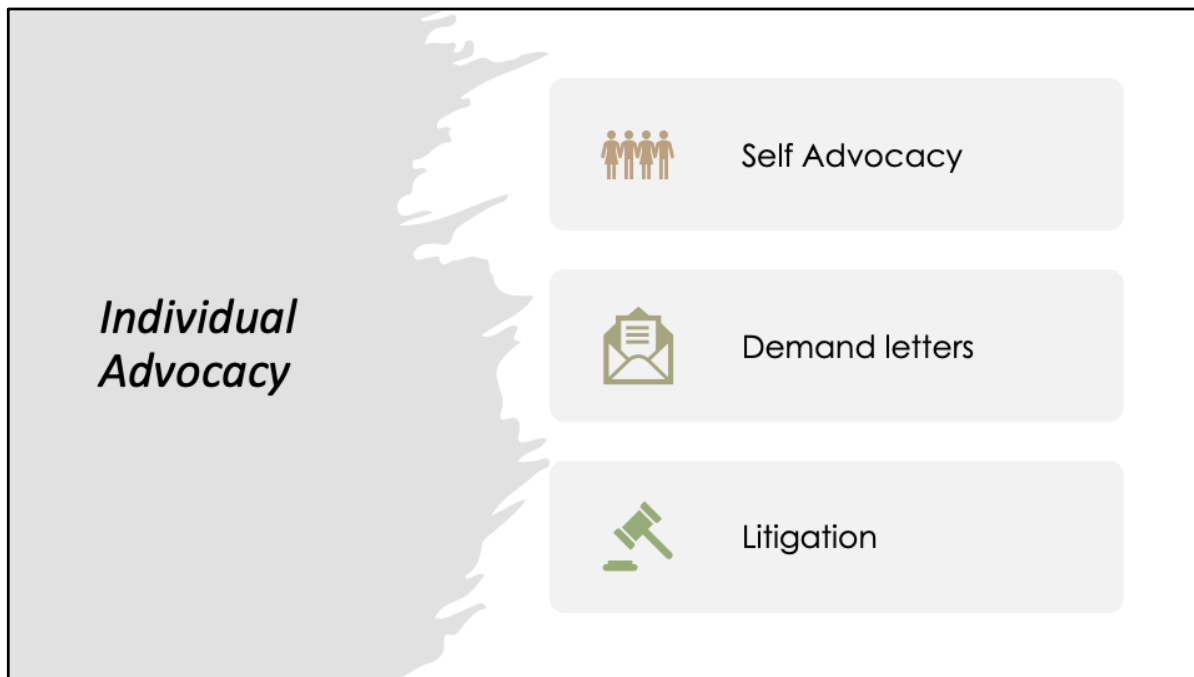 Individual
Advocacy
Self Advocacy
Demand letters
Litigation